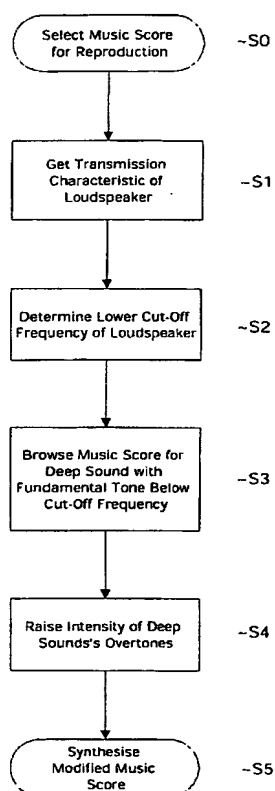 Select Music Score
for Reproduction
~S0
Get Transmission
Characteristic of
Loudspeaker
~S1
Determine Lower Cut-Off
Frequency of Loudspeaker
~S2
Browse Music Score for
Deep Sound with
Fundamental Tone Below
Cut-Off Frequency
~S3
Raise Intensity of Deep
Sounds's Overtones
~S4
Synthesise
Modified Music
Score
~S5